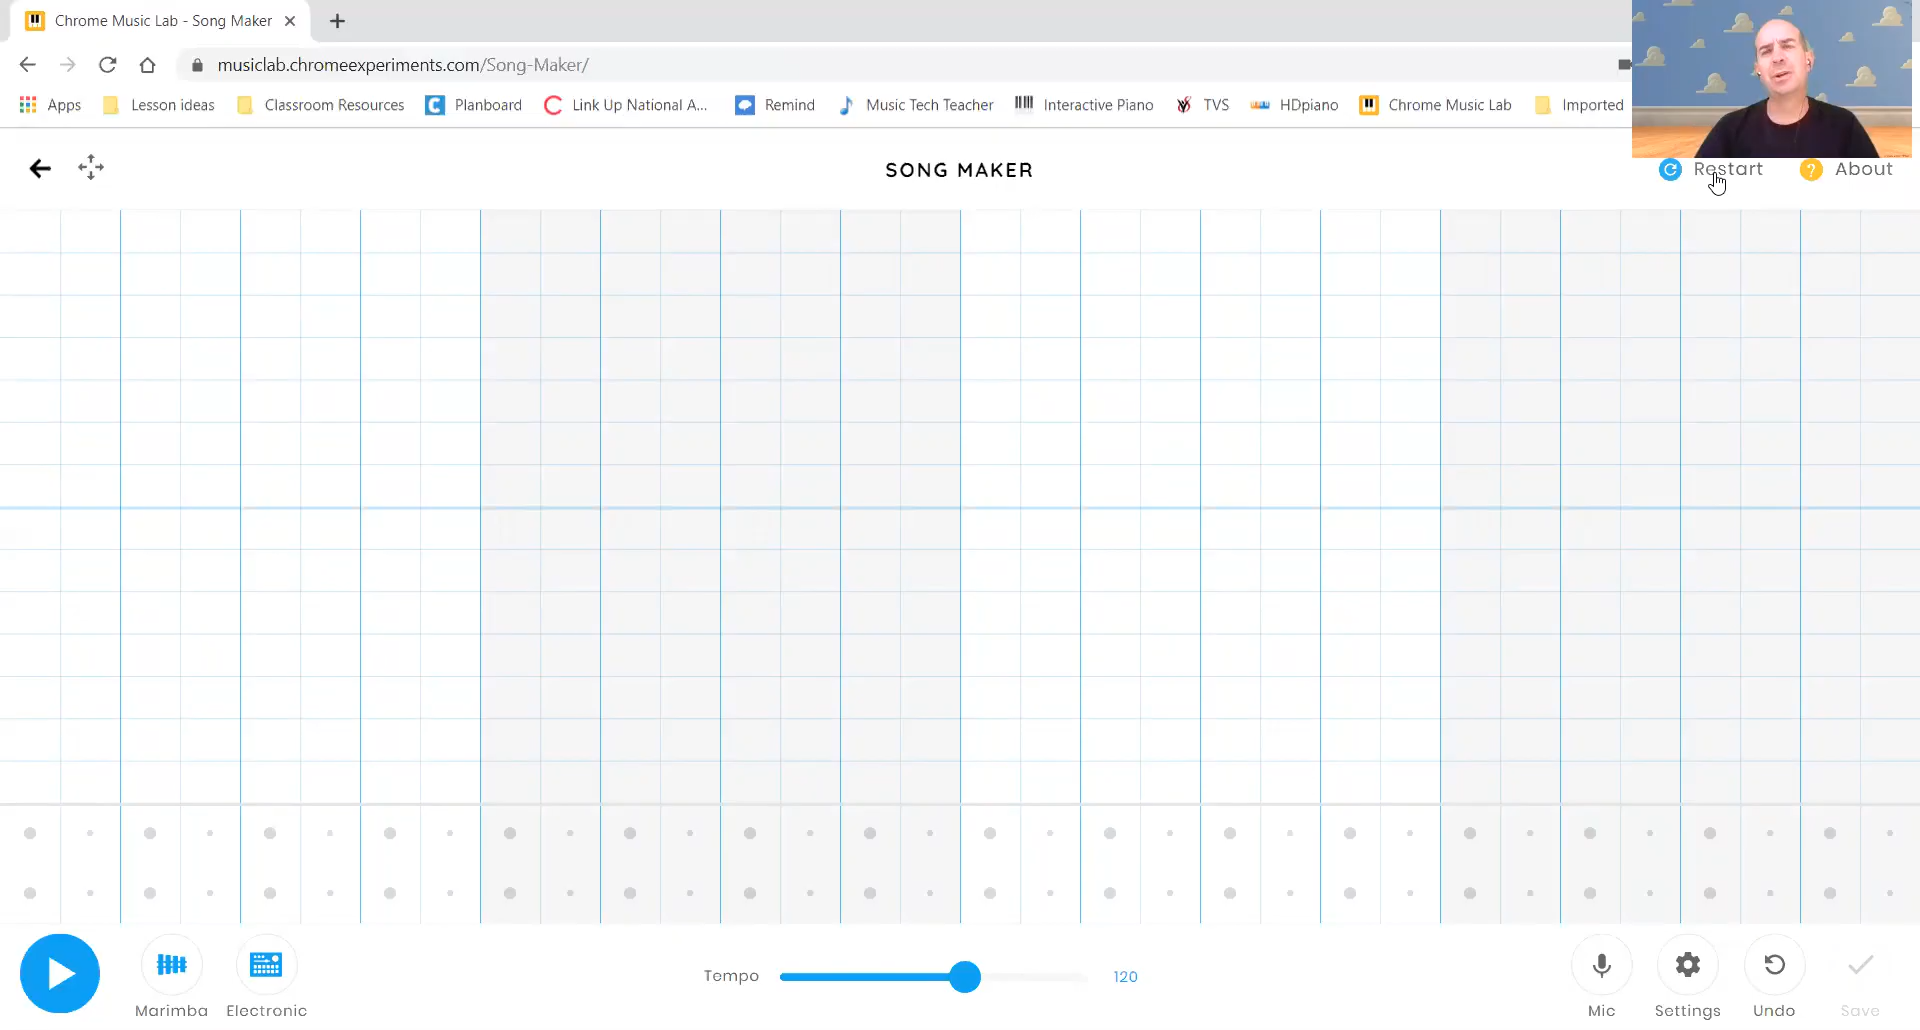 Chrome Music Lab - Song Maker
musiclab.chromeexperiments.com/Song-Maker/
Apps Lesson ideas Classroom Resources Planboard Link Up National A... Remind Music Tech Teacher Interactive Piano TVS HDpiano Chrome Music Lab Imported
SONG MAKER
Restart ? About
Tempo 120
Marimba Electronic Mic Settings Undo Save